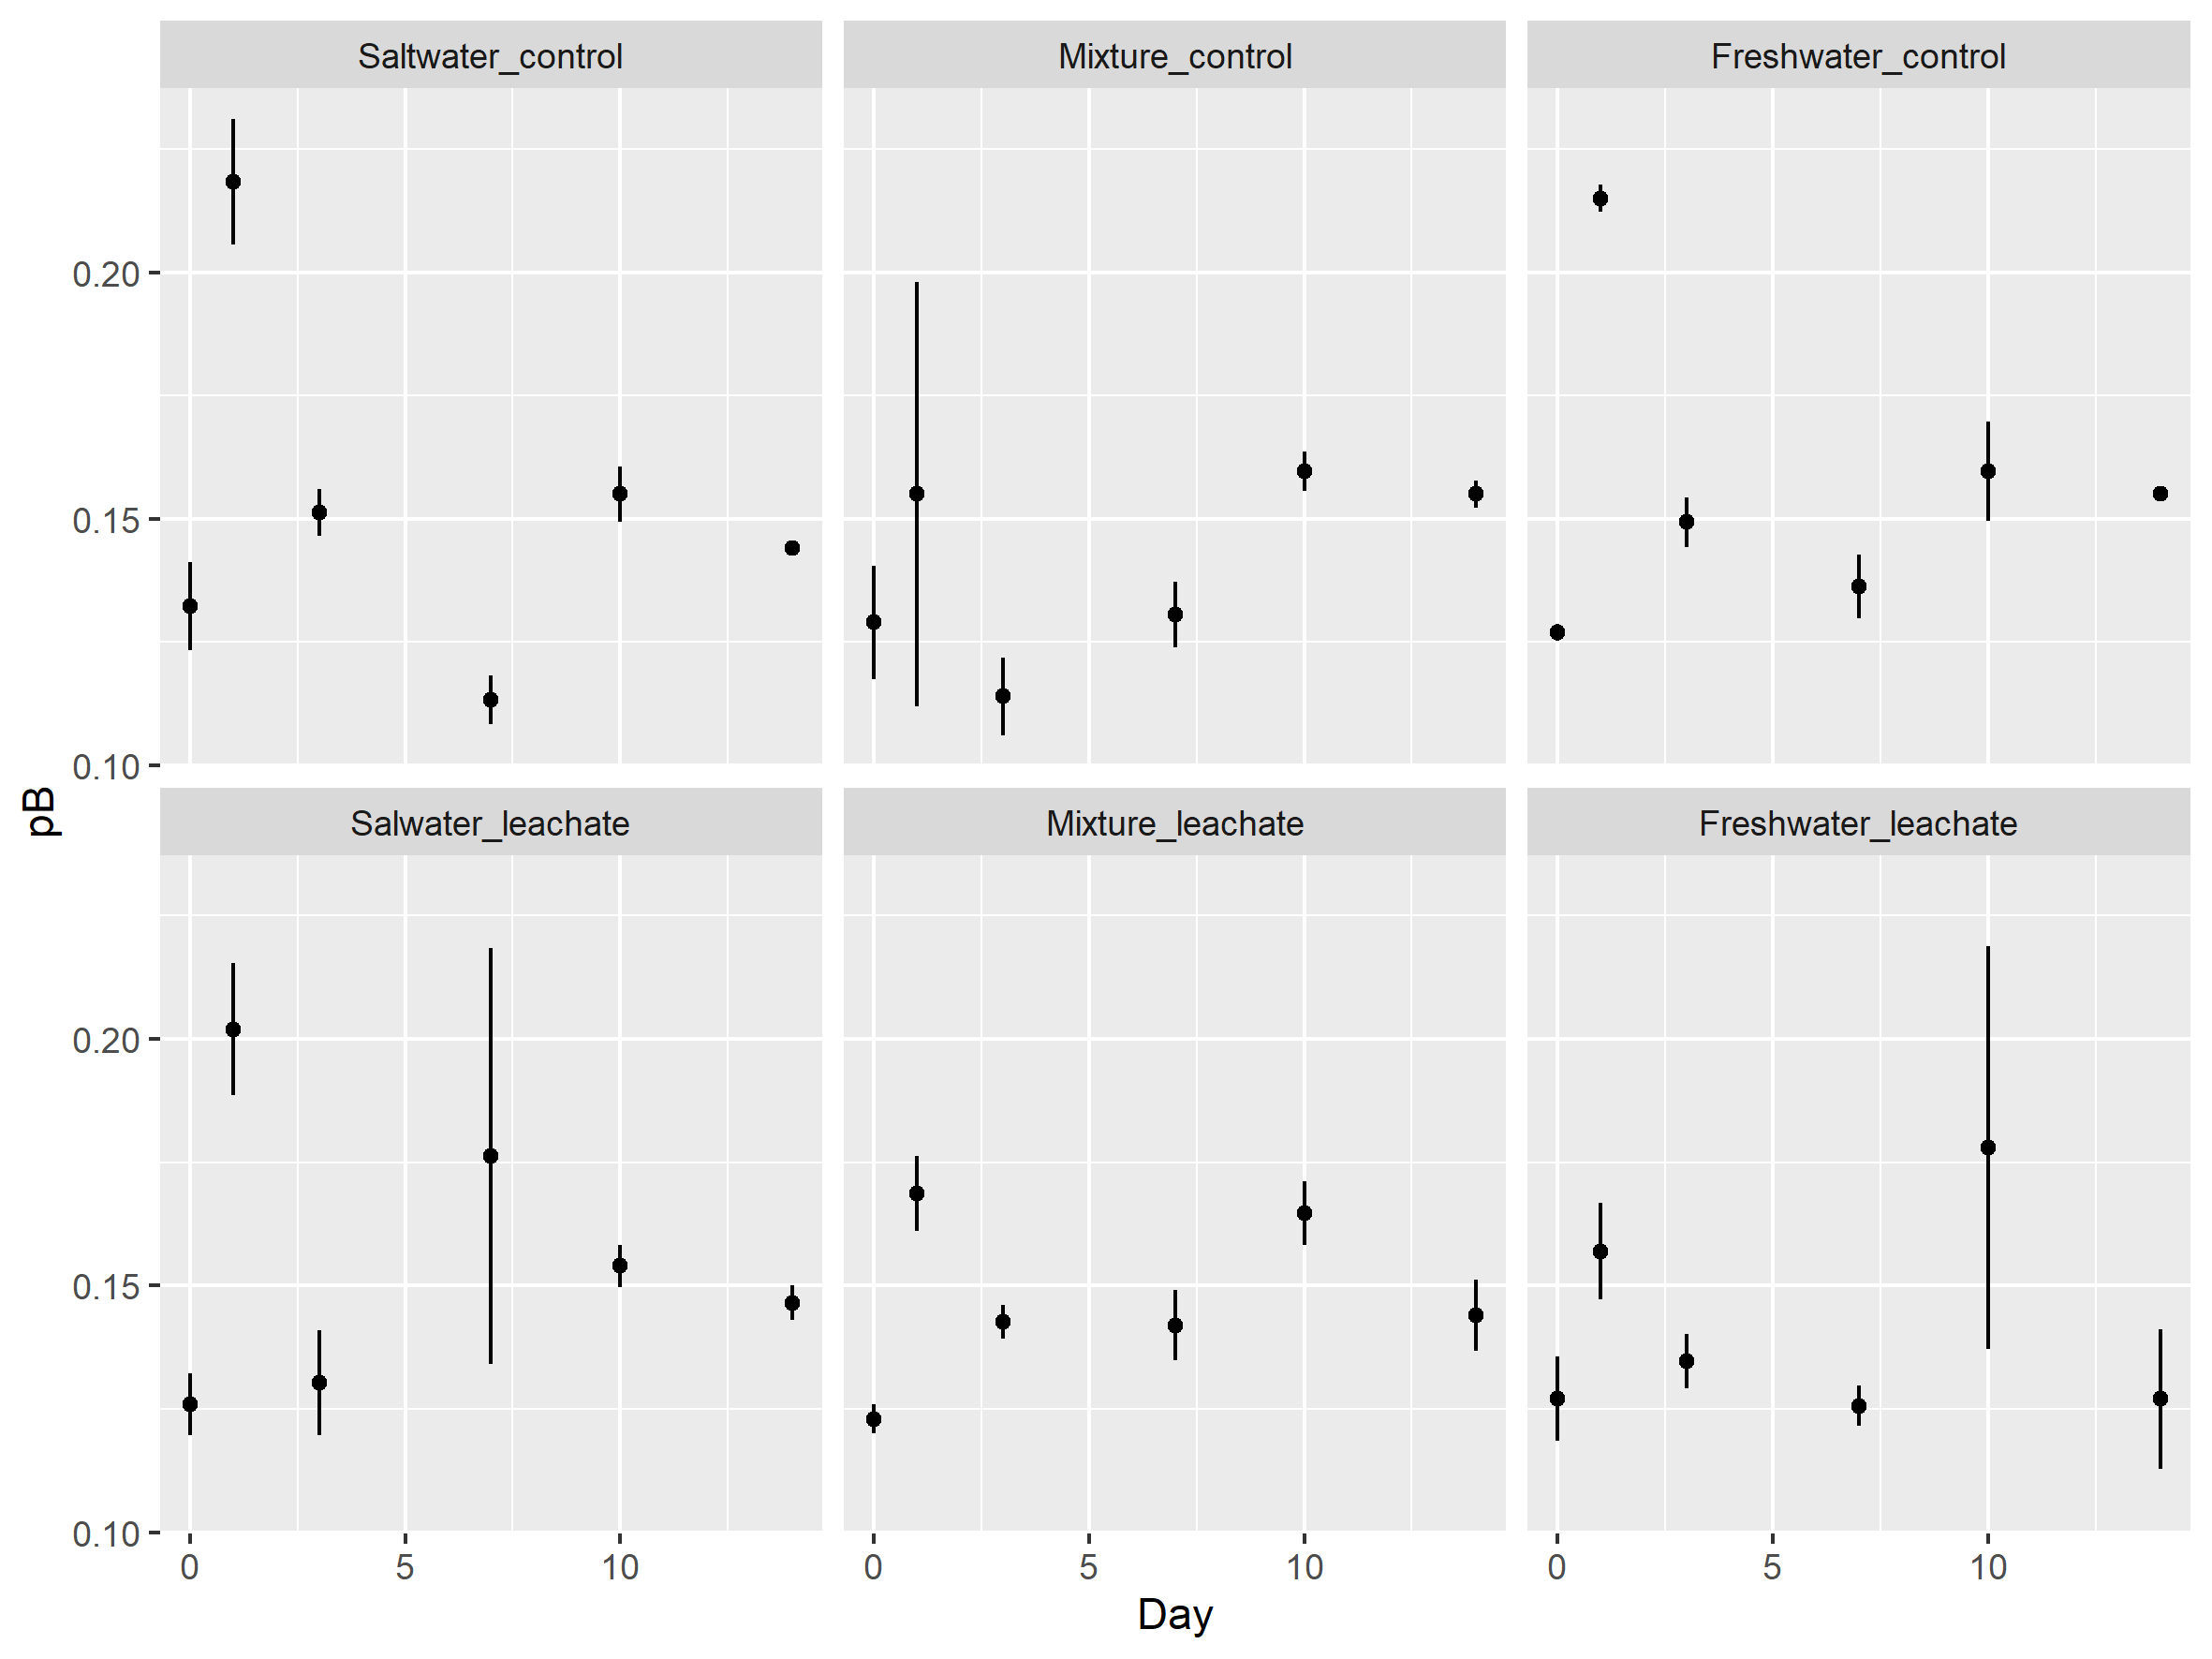 Saltwater_control Mixture_control Freshwater_control
0.20
0.15
0.10
pB
Salwater_leachate Mixture_leachate Freshwater_leachate
0.20
0.15
0.10
0 5 10 0 5 10 0 5 10
Day